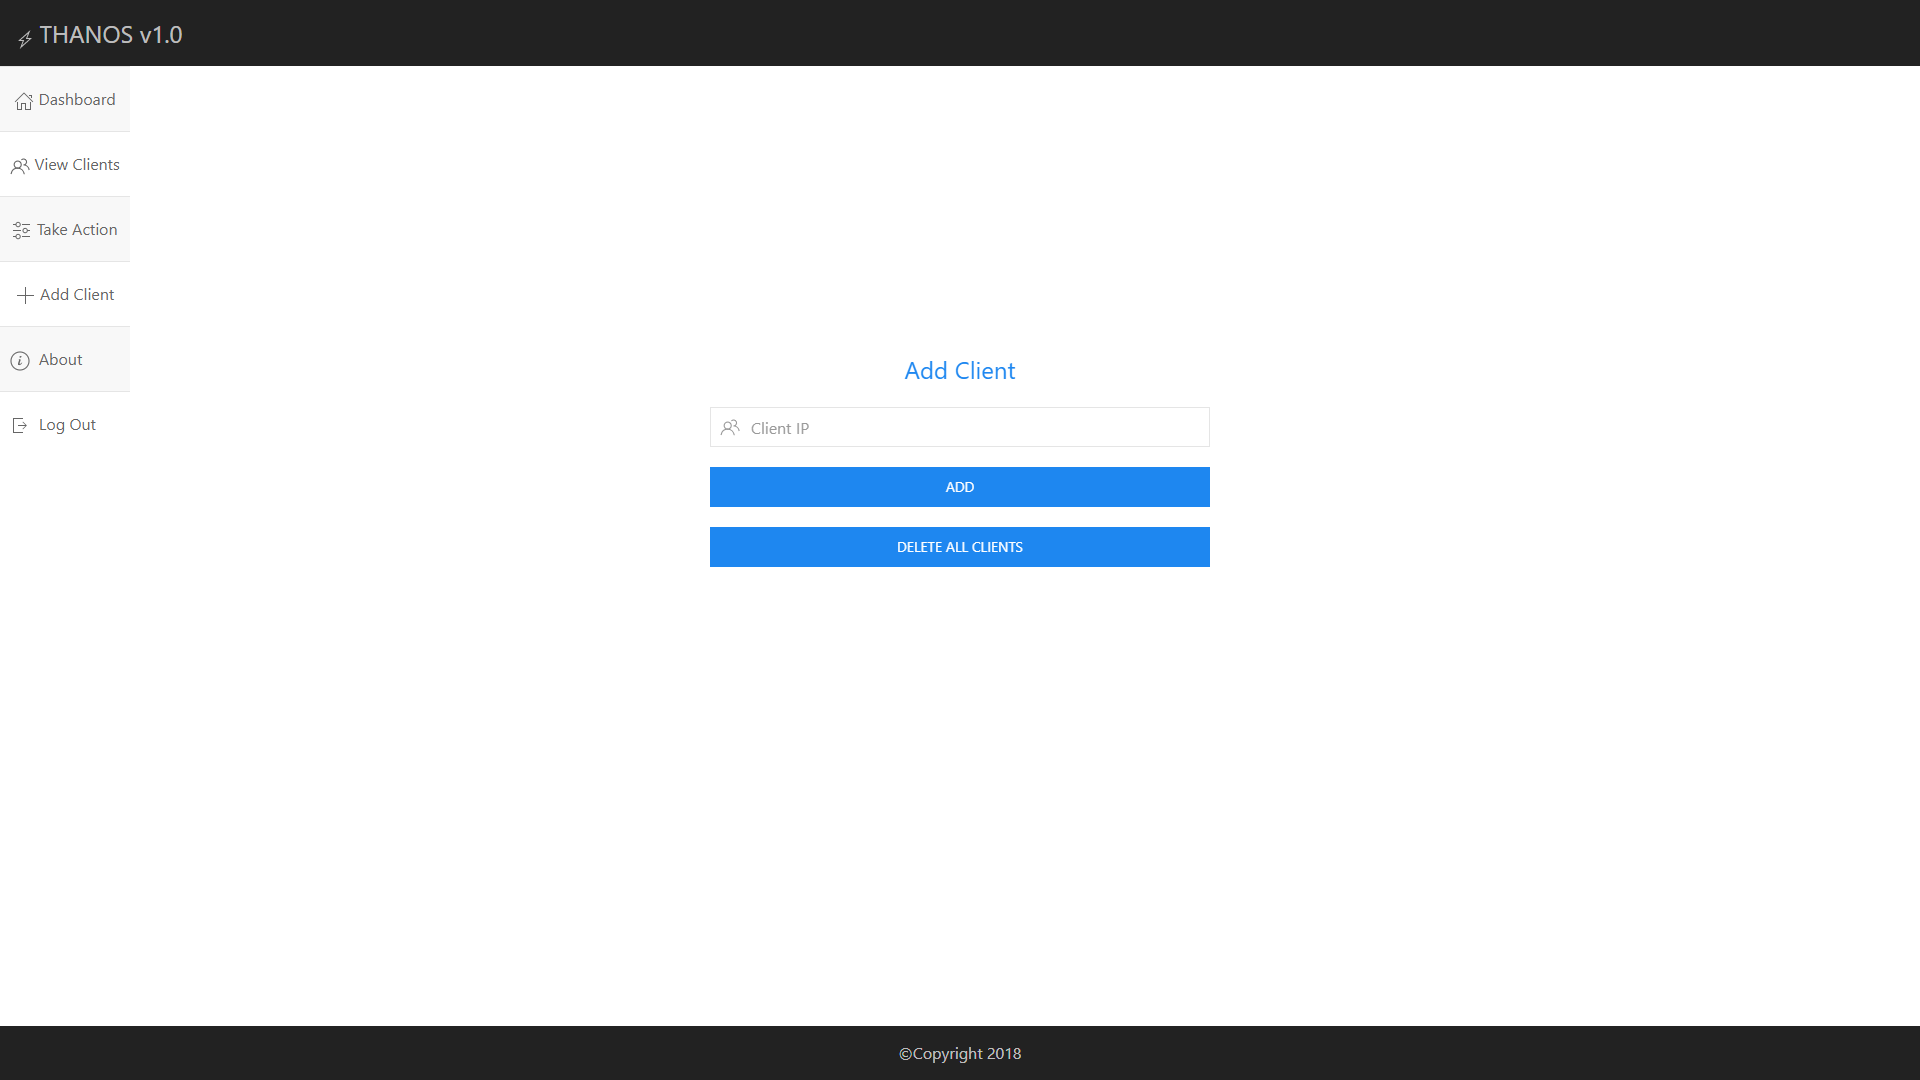 THANOS v1.0
Dashboard
View Clients
Take Action
Add Client
About
Log Out
Add Client
Client IP
ADD
DELETE ALL CLIENTS
©Copyright 2018